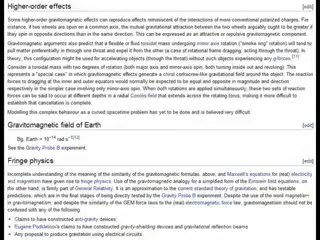 Higher-order effects
[edit]
Some higher-order gravitomagnetic effects can reproduce effects reminiscent of the interactions of more conventional polarized charges. For
instance, if two wheels are spun on a common axis, the mutual gravitational attraction between the two wheels arguably ought to be greater if
they spin in opposite directions than in the same direction. This can be expressed as an attractive or repulsive gravitomagnetic component.
Gravitomagnetic arguments also predict that a flexible or fluid toroidal mass undergoing minor axis rotational ("smoke ring" rotation) will tend to
pull matter preferentially in through one throat and expel it from the other (a case of rotational frame dragging, acting through the throat). In
theory, this configuration might be used for accelerating objects (through the throat) without such objects experiencing any g-forces.
Consider a toroidal mass with two degrees of rotation (both major axis and minor-axis spin, both turning inside out and revolving). This
represents a "special case" in which gravitomagnetic effects generate a chiral corkscrew-like gravitational field around the object. The reaction
forces to dragging at the inner and outer equators would normally be expected to be equal and opposite in magnitude and direction
respectively in the simpler case involving only minor-axis spin. When both rotations are applied simultaneously, these two sets of reaction
forces can be said to occur at different depths in a radial Coriolis field that extends across the rotating torus, making it more difficult to
establish that cancellation is complete.
Modelling this complex behaviour as a curved spacetime problem has yet to be done and is believed to be very difficult.
Gravitomagnetic field of Earth
[edit]
See the Gravity Probe B experiment.
Fringe physics
[edit]
Incomplete understanding of the meaning of the similarity of the gravitomagnetic formulas, above, and Maxwell's equations for (real) electricity
and magnetism have given rise to fringe physics. Use of the gravitomagnetic analogy for a simplified form of the Einstein field equations, on
the other hand, is firmly part of General Relativity. It is an approximation to the current standard theory of gravitation, and has testable
predictions, which are in the final stages of being directly tested by the Gravity Probe B experiment. Despite the use of the word magnetism
in gravitomagnetism, and despite the similarity of the GEM force laws to the (real) electromagnetic force law, gravitomagnetism should not be
confused with any of the following:
Claims to have constructed anti-gravity devices;
Eugene Podkletnov's claims to have constructed gravity-shielding devices and gravitational reflection beams
Any proposal to produce gravitation using electrical circuits.